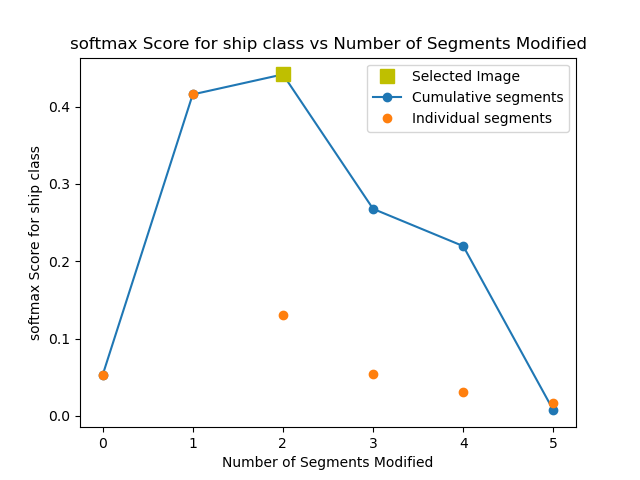 softmax Score for ship class vs Number of Segments Modified
Selected Image
Cumulative segments
Individual segments
softmax Score for ship class
0.4
0.3
0.2
0.1
0.0
0 1 2 3 4 5
Number of Segments Modified